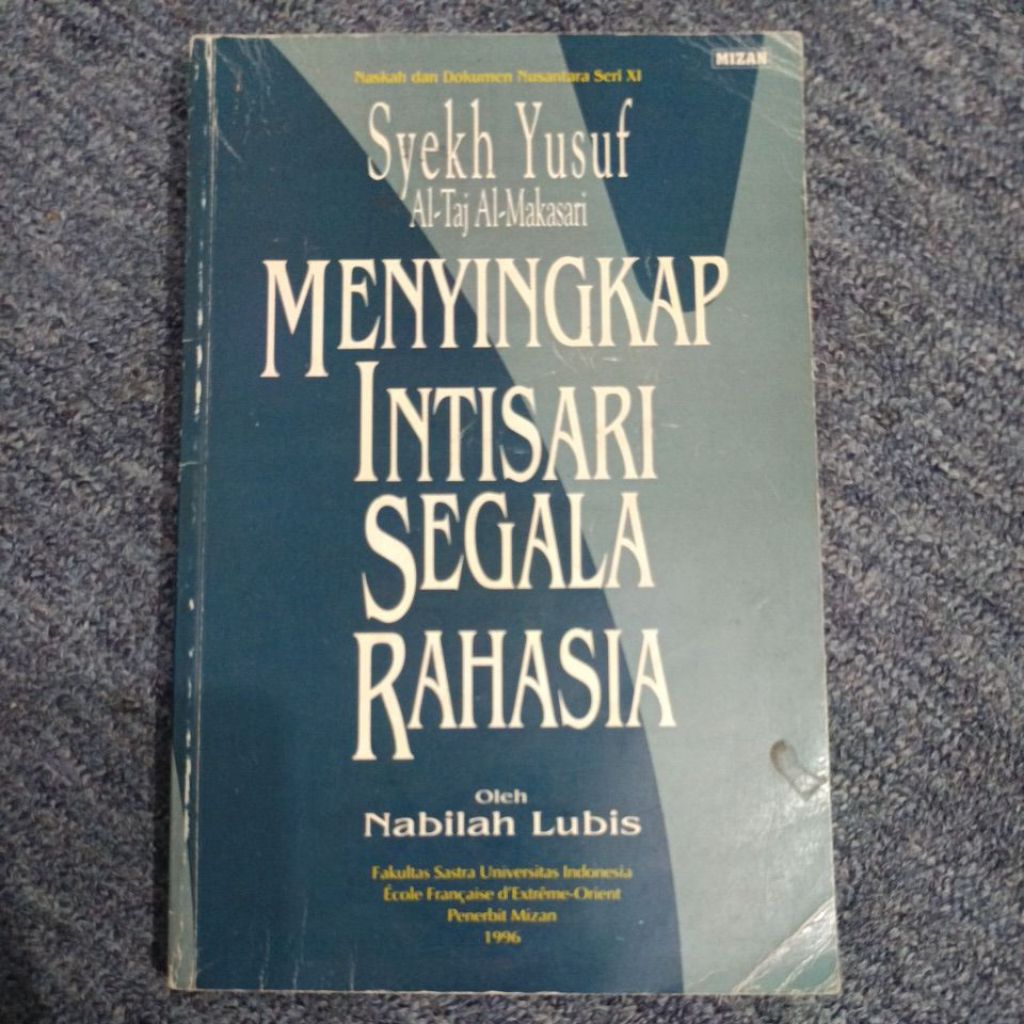 MIZAN
Naskah dan Dokumen Nusantara Seri XI
Syekh Yusuf
Al-Taj Al-Makasari
MENYINGKAP
INTISARI
SEGALA
RAHASIA
Oleh
Nabilah Lubis
Fakultas Sastra Universitas Indonesia
École Française d'Extrême-Orient
Penerbit Mizan
1996